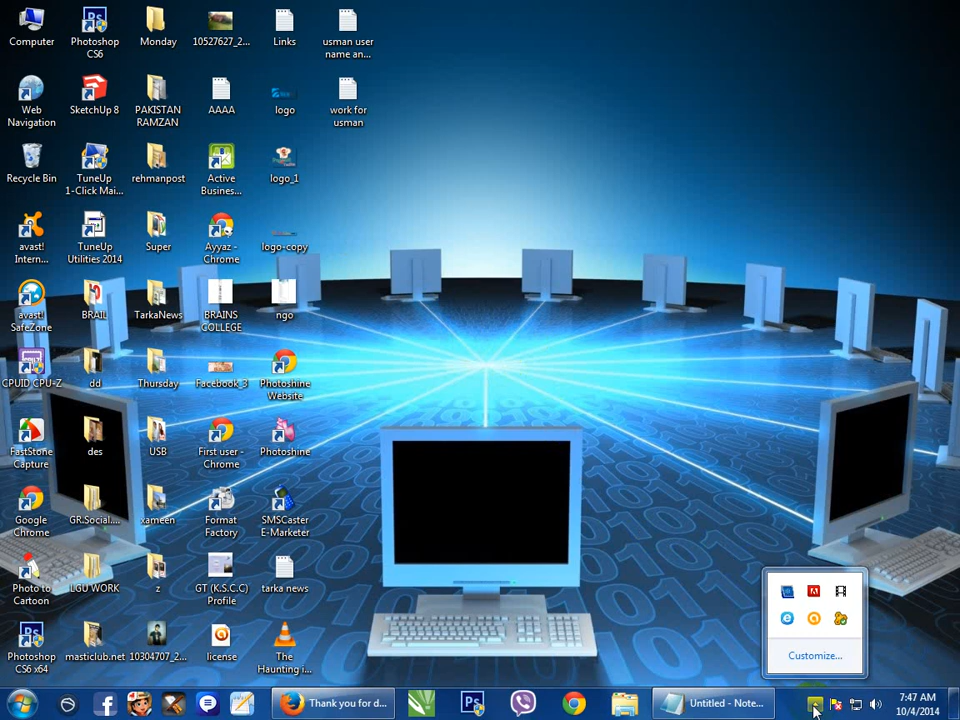 Computer
Photoshop
CS6
Monday
10527627_2...
Links
usman user
name an...
Web
Navigation
SketchUp 8
PAKISTAN
RAMZAN
AAAA
logo
work for
usman
Recycle Bin
TuneUp
1-Click Mai...
rehmanpost
Active
Business...
logo_1
avast!
Intern...
TuneUp
Utilities 2014
Super
Ayyaz -
Chrome
logo-copy
avast!
SafeZone
BRAIL
TarkaNews
BRAINS
COLLEGE
ngo
CPUID CPU-Z
dd
Thursday
Facebook_3
Photoshine
Website
FastStone
Capture
des
USB
First user -
Chrome
Photoshine
Google
Chrome
GR.Social....
xameen
Format
Factory
SMSCaster
E-Marketer
Photo to
Cartoon
LGU WORK
z
GT (K.S.C.C)
Profile
tarka news
Photoshop
CS6 x64
masticlub.net
10304707_2...
license
The
Haunting i...
Customize...
Thank you for d...
Untitled - Note...
7:47 AM
10/4/2014